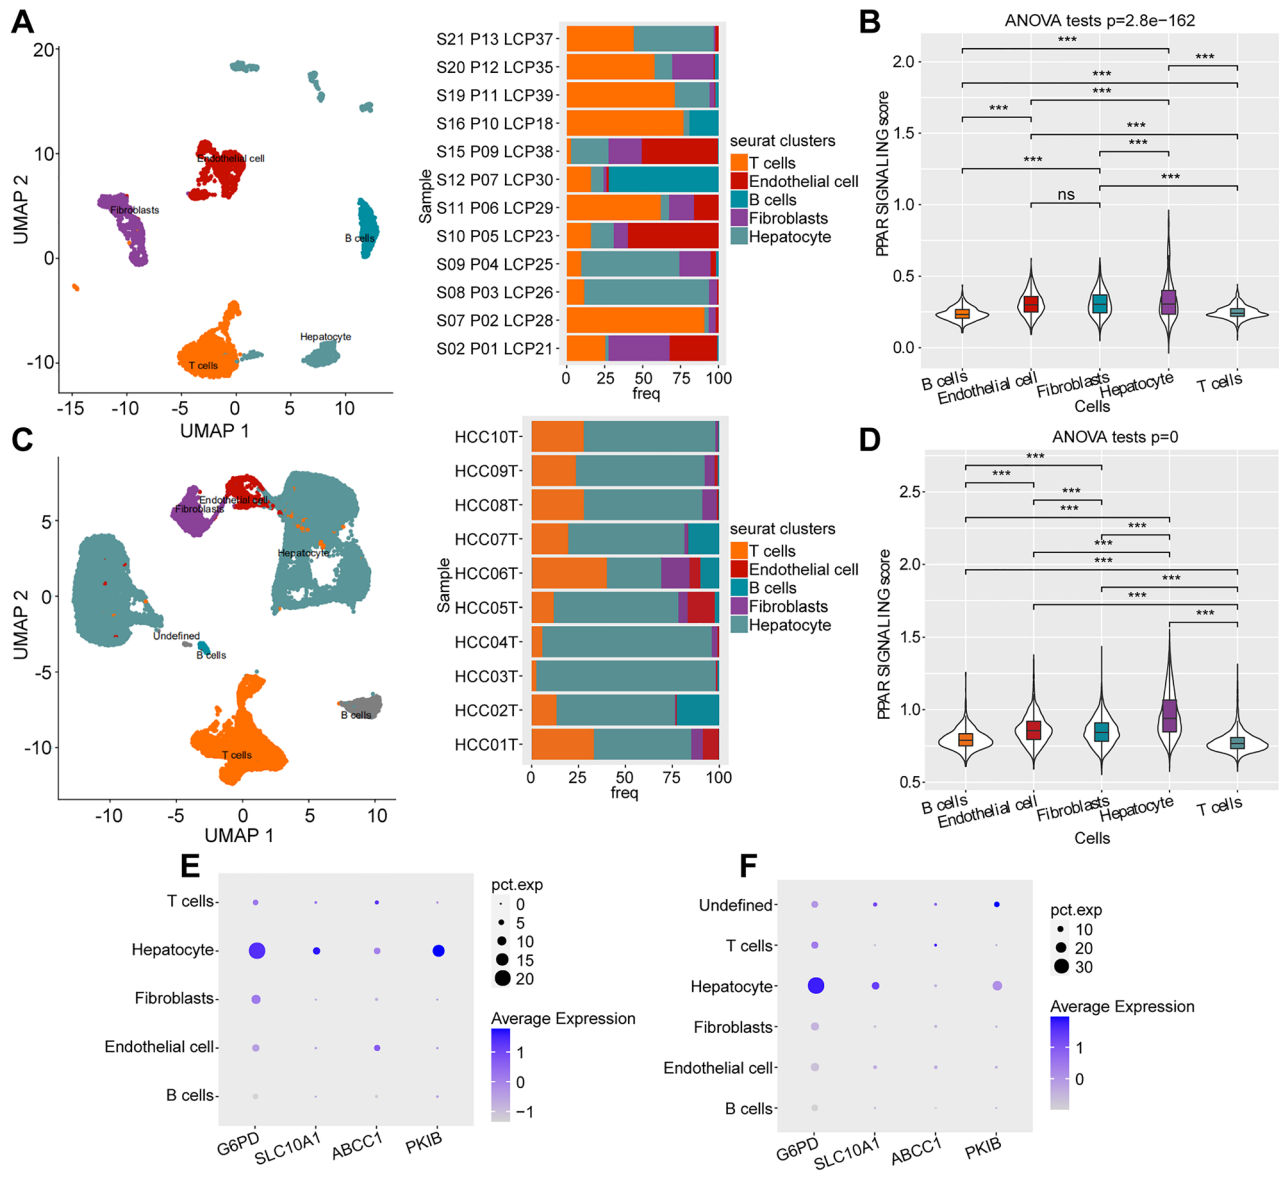 A
20
10
0
-10
-15
-10
-5
0
5
10
UMAP 1
UMAP 2
Endothelial cell
Fibroblasts
B cells
Hepatocyte
T cells
Sample
S21 P13 LCP37
S20 P12 LCP35
S19 P11 LCP39
S16 P10 LCP18
S15 P09 LCP38
S12 P07 LCP30
S11 P06 LCP29
S10 P05 LCP23
S09 P04 LCP25
S08 P03 LCP26
S07 P02 LCP28
S02 P01 LCP21
0
25
50
75
100
freq
seurat clusters
T cells
Endothelial cell
B cells
Fibroblasts
Hepatocyte
B
ANOVA tests p=2.8e−162
PPAR SIGNALING score
2.0
1.5
1.0
0.5
0.0
***
***
***
***
***
***
***
***
***
ns
B cells
Endothelial cell
Fibroblasts
Hepatocyte
T cells
Cells
C
5
0
-5
-10
-10
-5
0
5
10
UMAP 1
UMAP 2
Endothelial cell
Fibroblasts
Hepatocyte
Undefined
B cells
B cells
T cells
Sample
HCC10T
HCC09T
HCC08T
HCC07T
HCC06T
HCC05T
HCC04T
HCC03T
HCC02T
HCC01T
0
25
50
75
100
freq
seurat clusters
T cells
Endothelial cell
B cells
Fibroblasts
Hepatocyte
D
ANOVA tests p=0
PPAR SIGNALING score
2.5
2.0
1.5
1.0
0.5
***
***
***
***
***
***
***
***
***
***
B cells
Endothelial cell
Fibroblasts
Hepatocyte
T cells
Cells
E
T cells
Hepatocyte
Fibroblasts
Endothelial cell
B cells
G6PD
SLC10A1
ABCC1
PKIB
pct.exp
0
5
10
15
20
Average Expression
1
0
−1
F
Undefined
T cells
Hepatocyte
Fibroblasts
Endothelial cell
B cells
G6PD
SLC10A1
ABCC1
PKIB
pct.exp
10
20
30
Average Expression
1
0